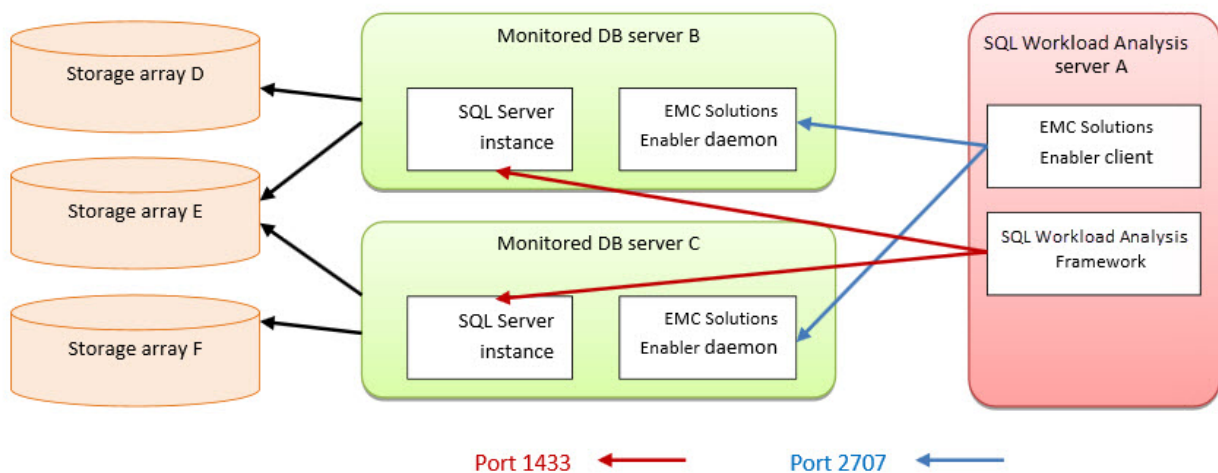 Storage array D
Storage array E
Storage array F
Monitored DB server B
SQL Server
instance
EMC Solutions
Enabler daemon
Monitored DB server C
SQL Server
instance
EMC Solutions
Enabler daemon
SQL Workload Analysis
server A
EMC Solutions
Enabler client
SQL Workload Analysis
Framework
Port 1433
Port 2707